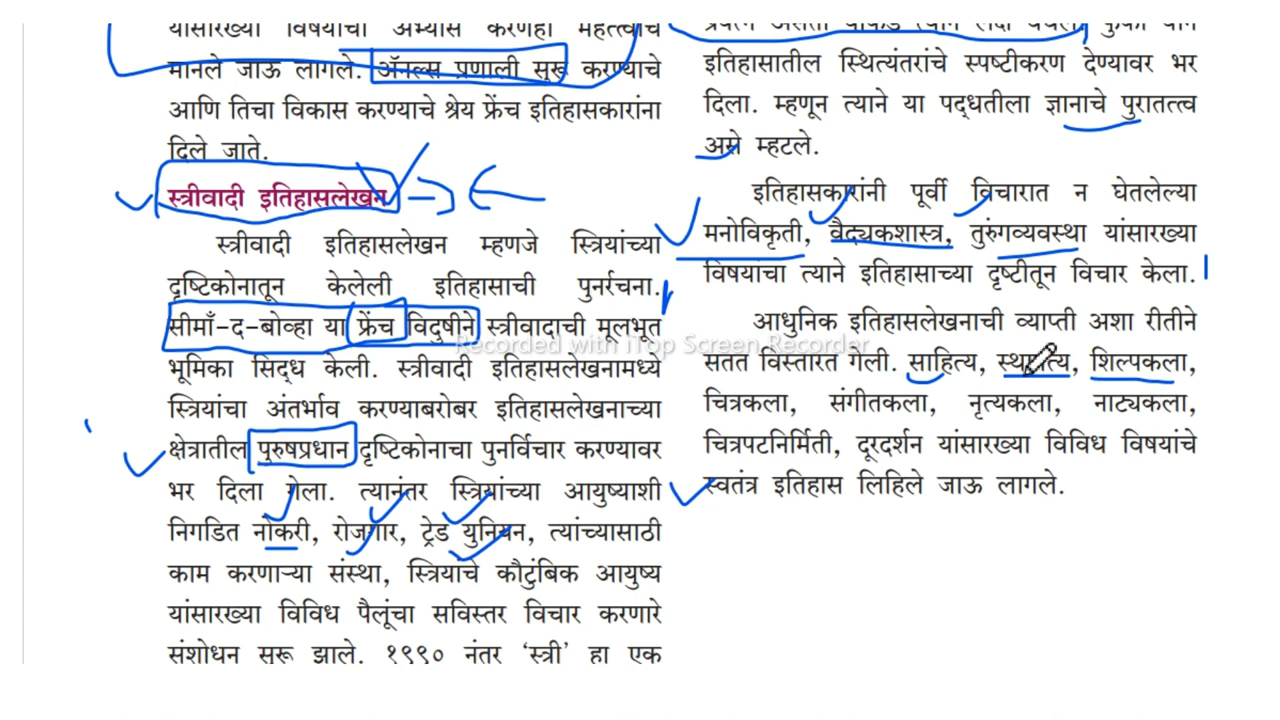 यांसारख्या विषयांचा अभ्यास करणेही महत्त्वाचे
मानले जाऊ लागले. ॲनल्स प्रणाली सुरू करण्याचे
आणि तिचा विकास करण्याचे श्रेय फ्रेंच इतिहासकारांना
दिले जाते.
स्त्रीवादी इतिहासलेखन
स्त्रीवादी इतिहासलेखन म्हणजे स्त्रियांच्या
दृष्टिकोनातून केलेली इतिहासाची पुनर्रचना.
सीमाँ-द-बोव्हा या फ्रेंच विदुषीने स्त्रीवादाची मूलभूत
भूमिका सिद्ध केली. स्त्रीवादी इतिहासलेखनामध्ये
स्त्रियांचा अंतर्भाव करण्याबरोबर इतिहासलेखनाच्या
क्षेत्रातील पुरुषप्रधान दृष्टिकोनाचा पुनर्विचार करण्यावर
भर दिला गेला. त्यानंतर स्त्रियांच्या आयुष्याशी
निगडित नोकरी, रोजगार, ट्रेड युनियन, त्यांच्यासाठी
काम करणाऱ्या संस्था, स्त्रियांचे कौटुंबिक आयुष्य
यांसारख्या विविध पैलूंचा सविस्तर विचार करणारे
संशोधन सुरू झाले. १९९० नंतर ‘स्त्री’ हा एक
इतिहासातील स्थित्यंतरांचे स्पष्टीकरण देण्यावर भर
दिला. म्हणून त्याने या पद्धतीला ज्ञानाचे पुरातत्त्व
असे म्हटले.
इतिहासकारांनी पूर्वी विचारात न घेतलेल्या
मनोविकृती, वैद्यकशास्त्र, तुरुंगव्यवस्था यांसारख्या
विषयांचा त्याने इतिहासाच्या दृष्टीतून विचार केला.
आधुनिक इतिहासलेखनाची व्याप्ती अशा रीतीने
सतत विस्तारत गेली. साहित्य, स्थापत्य, शिल्पकला,
चित्रकला, संगीतकला, नृत्यकला, नाट्यकला,
चित्रपटनिर्मिती, दूरदर्शन यांसारख्या विविध विषयांचे
स्वतंत्र इतिहास लिहिले जाऊ लागले.
Recorded with iTop Screen Recorder